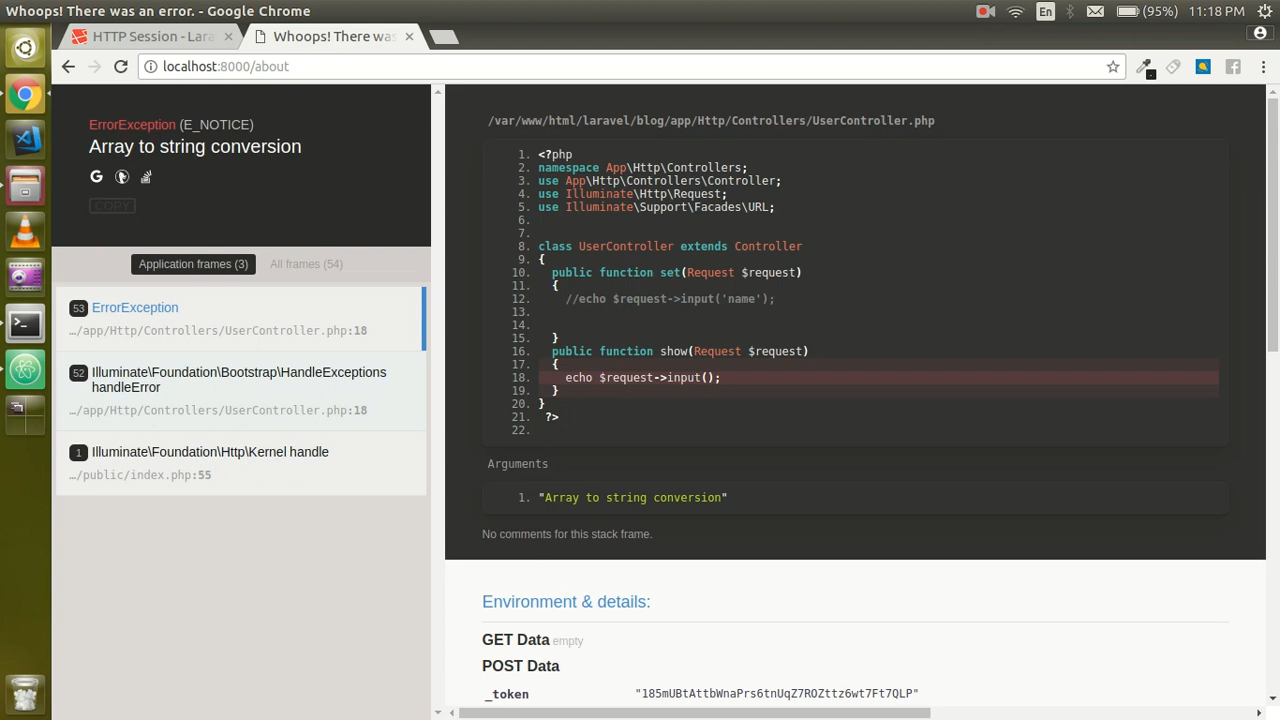 Whoops! There was an error. - Google Chrome
En
(95%)
11:18 PM
HTTP Session - Lara
Whoops! There was
localhost:8000/about
ErrorException (E_NOTICE)
Array to string conversion
COPY
Application frames (3)
All frames (54)
53 ErrorException
…/app/Http/Controllers/UserController.php:18
52 Illuminate\Foundation\Bootstrap\HandleExceptions
handleError
…/app/Http/Controllers/UserController.php:18
1 Illuminate\Foundation\Http\Kernel handle
…/public/index.php:55
/var/www/html/laravel/blog/app/Http/Controllers/UserController.php
1. <?php
2. namespace App\Http\Controllers;
3. use App\Http\Controllers\Controller;
4. use Illuminate\Http\Request;
5. use Illuminate\Support\Facades\URL;
6.
7.
8. class UserController extends Controller
9. {
10. public function set(Request $request)
11. {
12. //echo $request->input('name');
13.
14.
15. }
16. public function show(Request $request)
17. {
18. echo $request->input();
19. }
20. }
21. ?>
22.
Arguments
1. "Array to string conversion"
No comments for this stack frame.
Environment & details:
GET Data empty
POST Data
_token "185mUBtAttbWnaPrs6tnUqZ7ROZttz6wt7Ft7QLP"